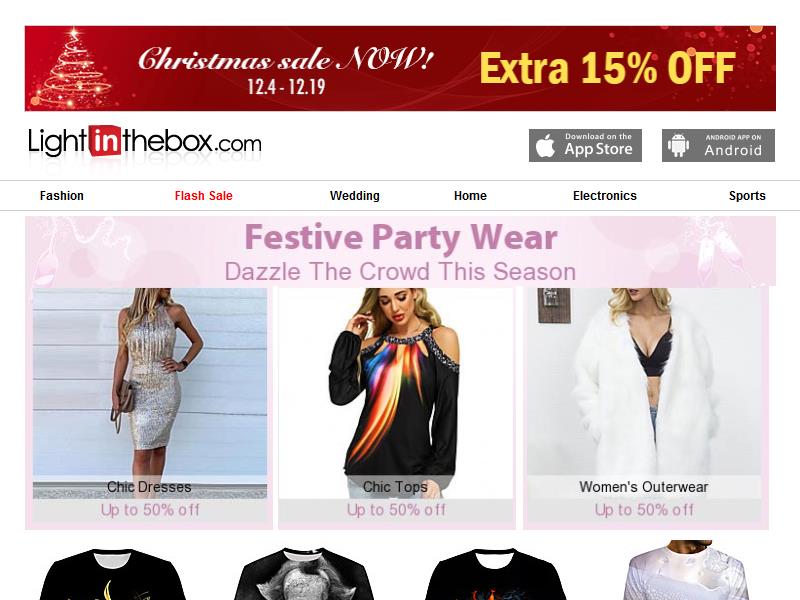 Christmas sale NOW!
12.4 - 12.19
Extra 15% OFF
Lightinthebox.com
Download on the
App Store
ANDROID APP ON
Android
Fashion
Flash Sale
Wedding
Home
Electronics
Sports
Festive Party Wear
Dazzle The Crowd This Season
Chic Dresses
Up to 50% off
Chic Tops
Up to 50% off
Women's Outerwear
Up to 50% off